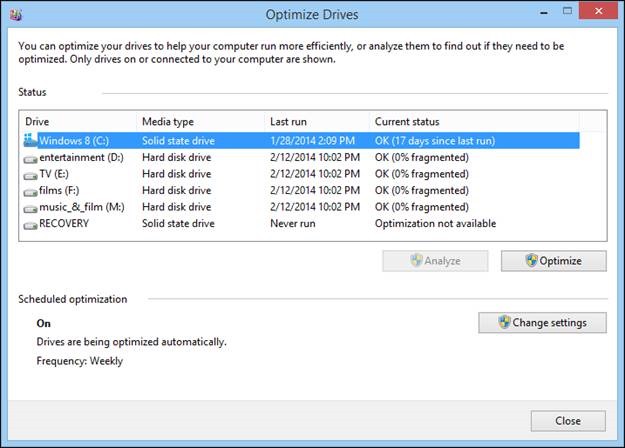 Optimize Drives
You can optimize your drives to help your computer run more efficiently, or analyze them to find out if they need to be
optimized. Only drives on or connected to your computer are shown.
Status
Drive Media type Last run Current status
Windows 8 (C:) Solid state drive 1/28/2014 2:09 PM OK (17 days since last run)
entertainment (D:) Hard disk drive 2/12/2014 10:02 PM OK (0% fragmented)
TV (E:) Hard disk drive 2/12/2014 10:02 PM OK (0% fragmented)
films (F:) Hard disk drive 2/12/2014 10:02 PM OK (0% fragmented)
music_&_film (M:) Hard disk drive 2/12/2014 10:02 PM OK (0% fragmented)
RECOVERY Solid state drive Never run Optimization not available
Analyze Optimize
Scheduled optimization
On Change settings
Drives are being optimized automatically.
Frequency: Weekly
Close